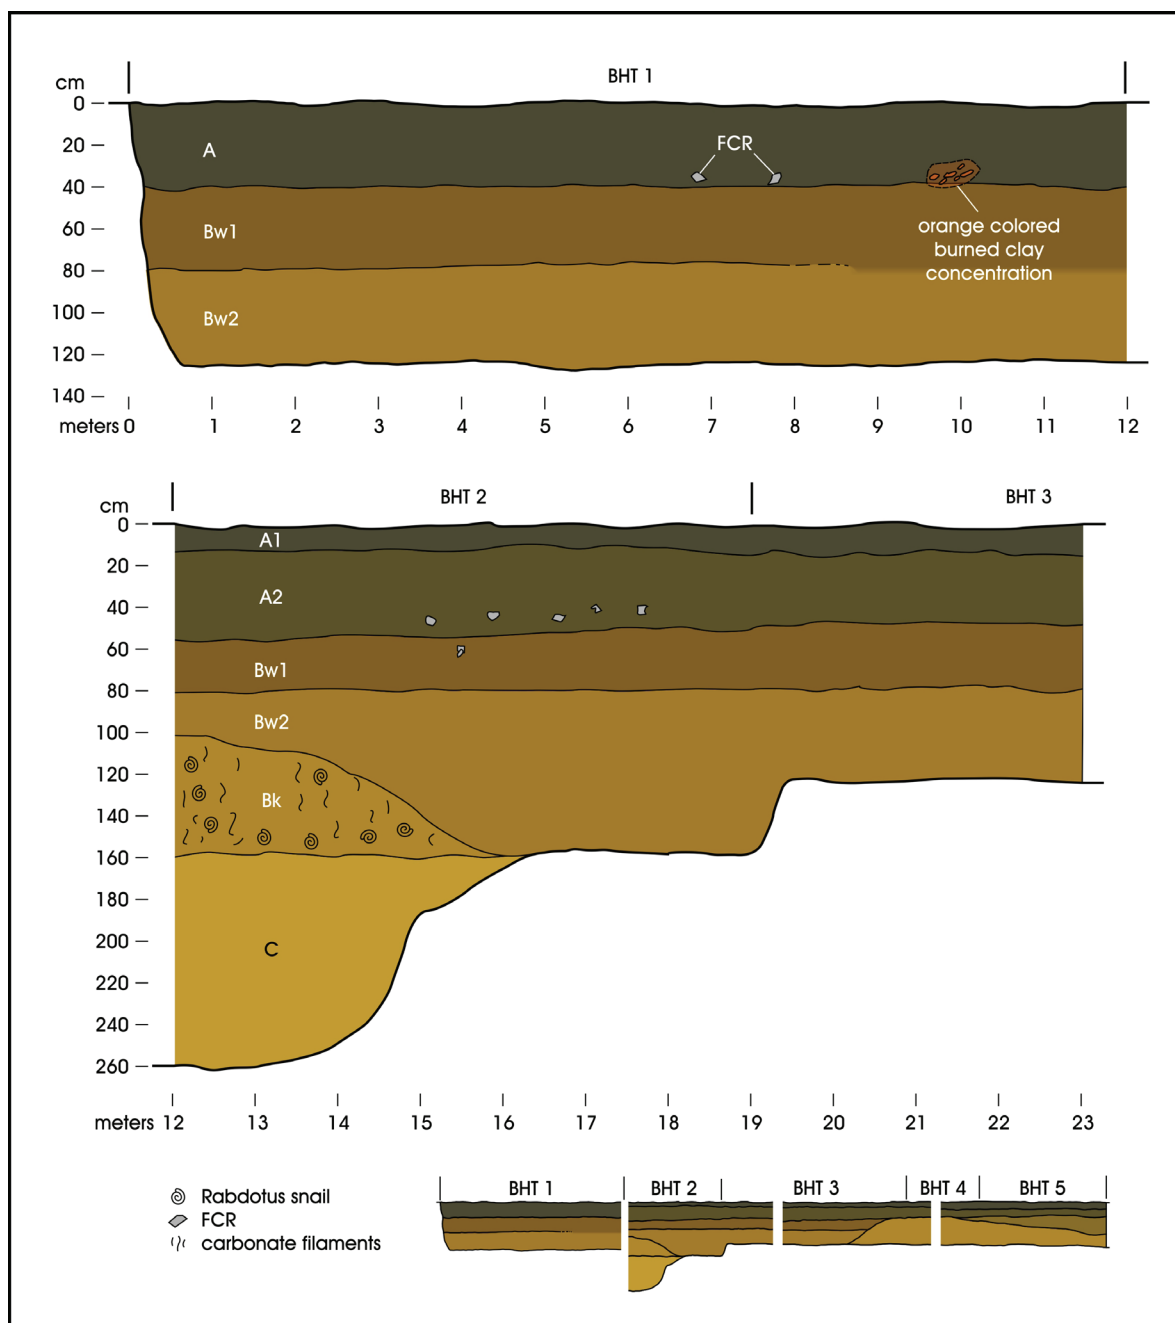 BHT 1
cm
0
20
40
60
80
100
120
140
A
FCR
Bw1
orange colored
burned clay
concentration
Bw2
meters 0 1 2 3 4 5 6 7 8 9 10 11 12
BHT 2 BHT 3
cm
0
20
40
60
80
100
120
140
160
180
200
220
240
260
A1
A2
Bw1
Bw2
Bk
C
meters 12 13 14 15 16 17 18 19 20 21 22 23
Rabdotus snail
FCR
carbonate filaments
BHT 1 BHT 2 BHT 3 BHT 4 BHT 5